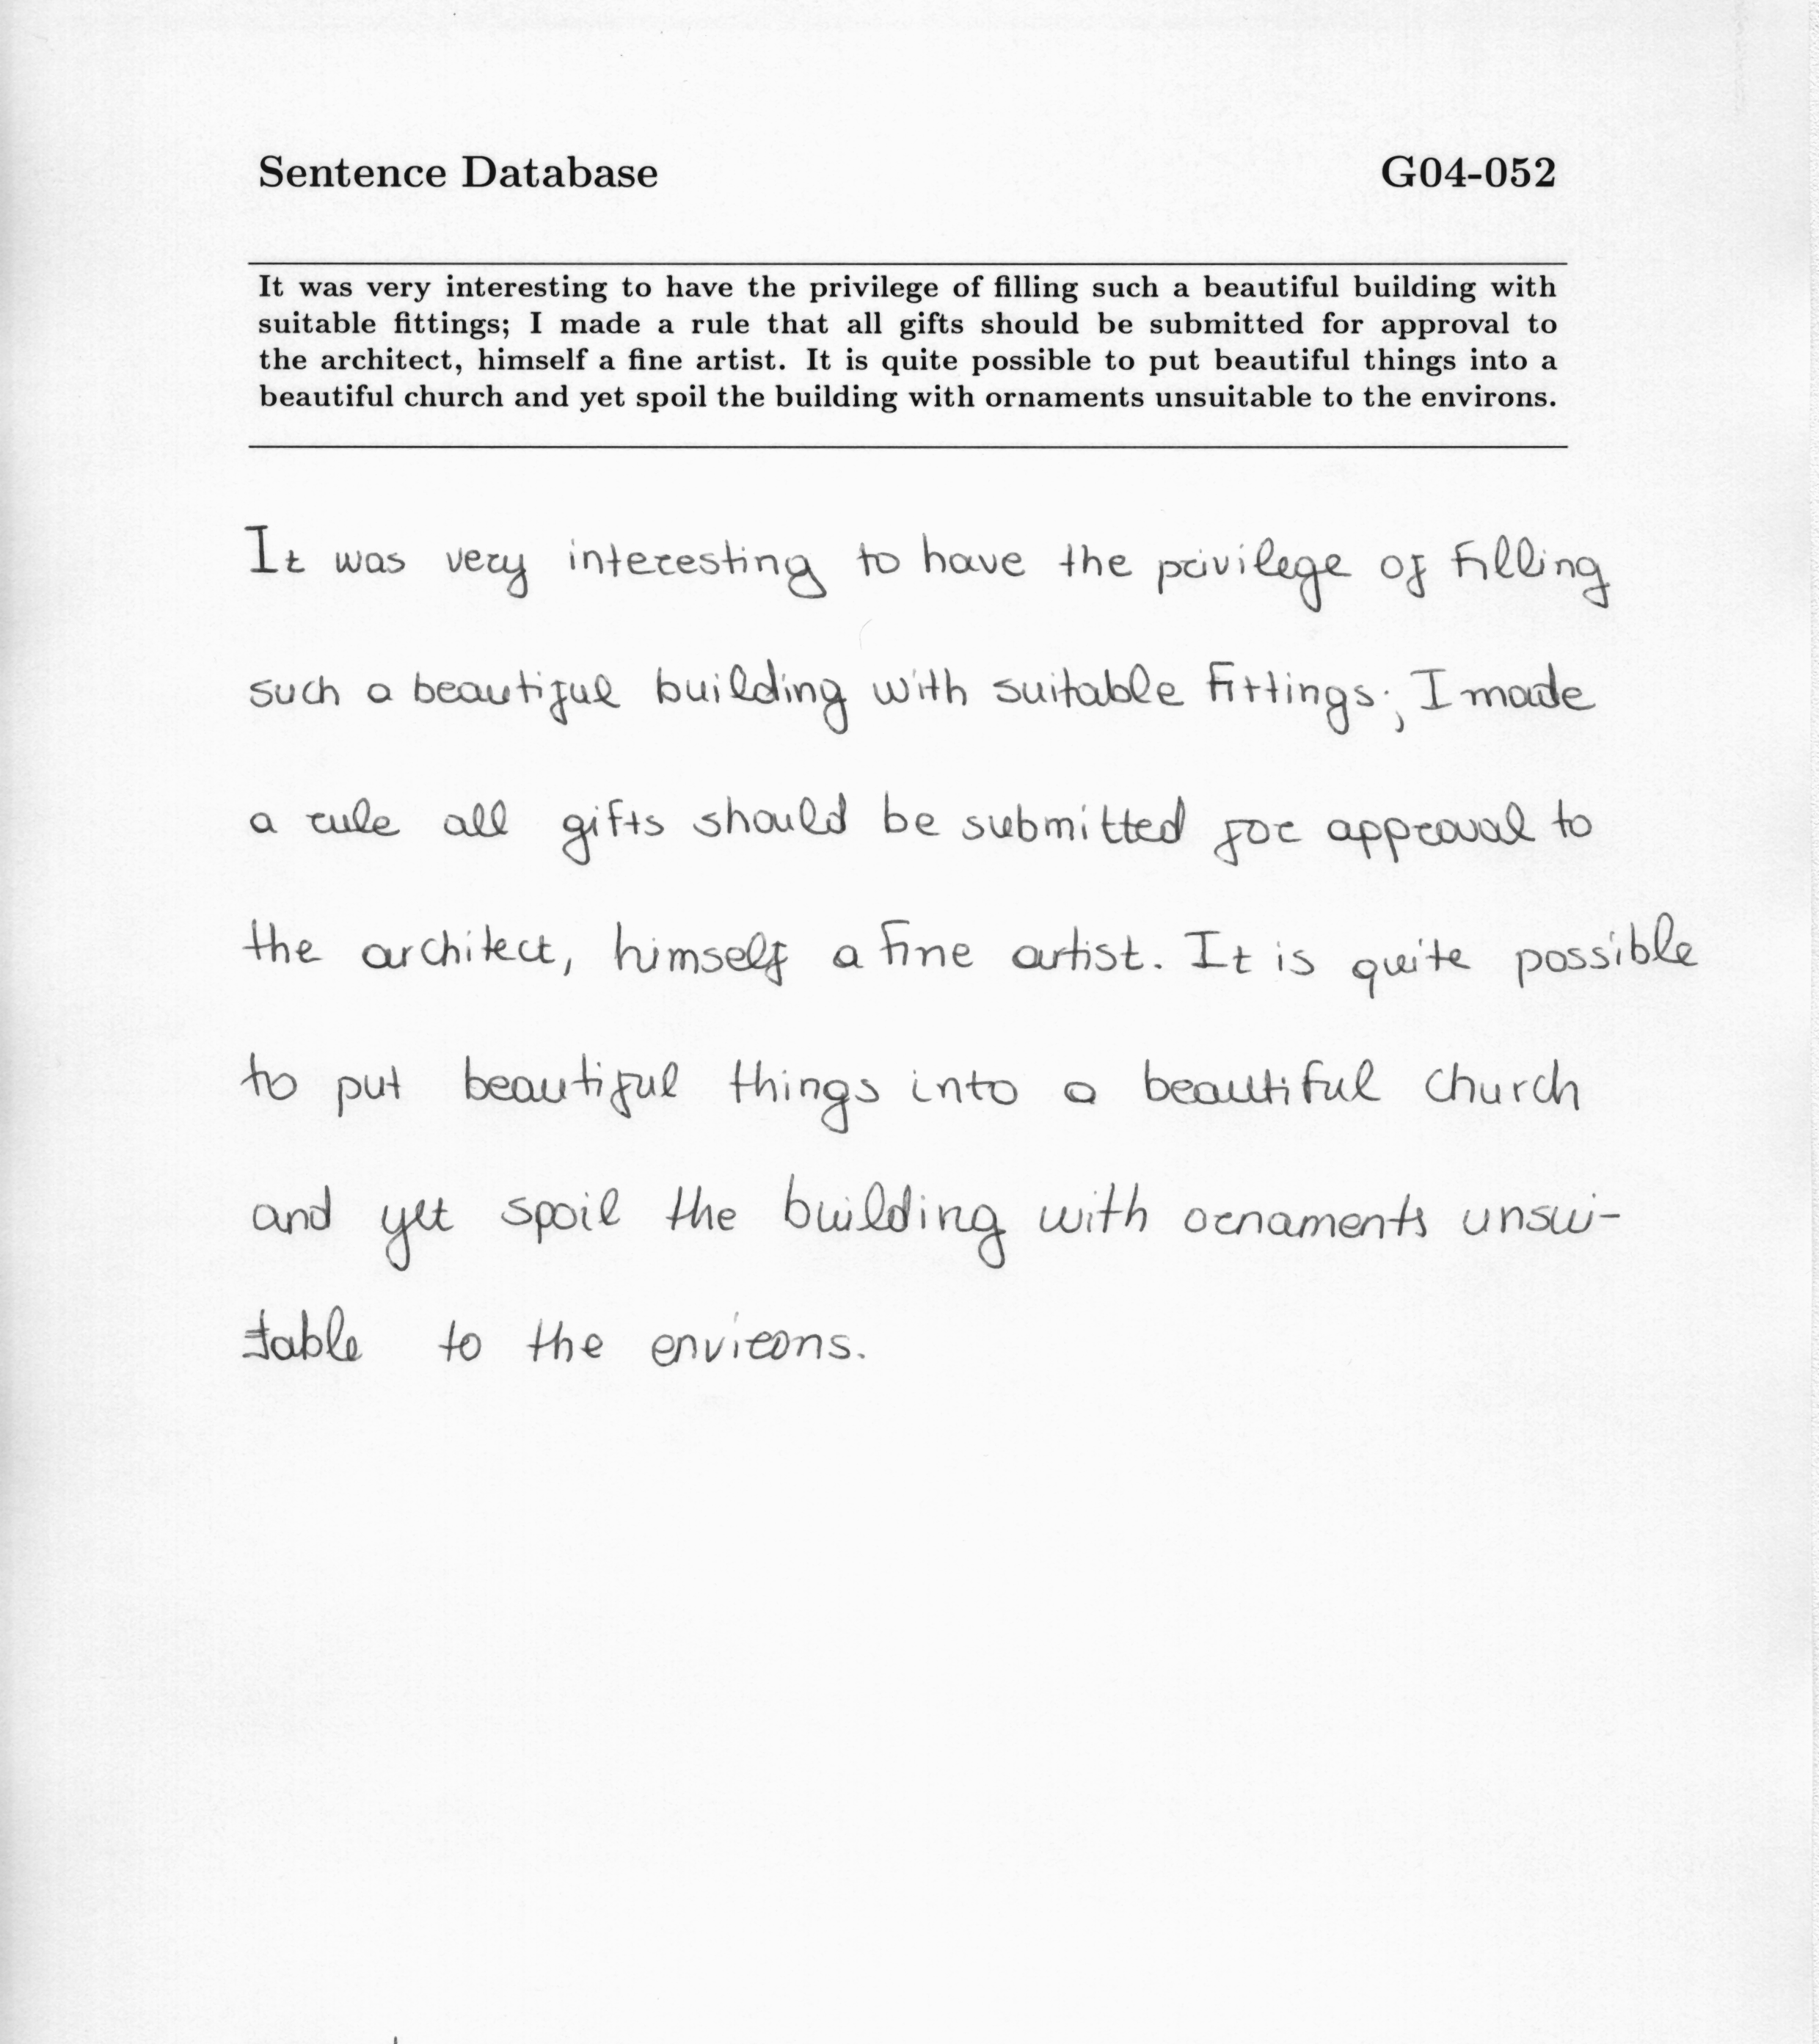 Sentence Database G04-052
It was very interesting to have the privilege of filling such a beautiful building with
suitable fittings; I made a rule that all gifts should be submitted for approval to
the architect, himself a fine artist. It is quite possible to put beautiful things into a
beautiful church and yet spoil the building with ornaments unsuitable to the environs.
It was very interesting to have the privilege of filling
such a beautiful building with suitable fittings; I made
a rule all gifts should be submitted for approval to
the architect, himself a fine artist. It is quite possible
to put beautiful things into a beautiful church
and yet spoil the building with ornaments unsui-
table to the environs.